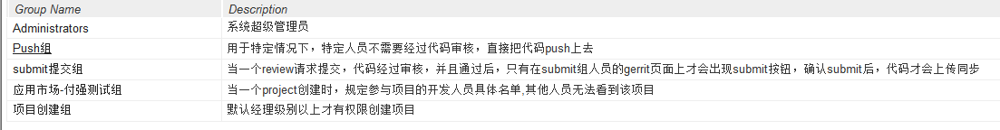 Group Name Description
Administrators 系统超级管理员
Push组 用于特定情况下，特定人员不需要经过代码审核，直接把代码push上去
submit提交组 当一个review请求提交，代码经过审核，并且通过后，只有在submit组人员的gerrit页面上才会出现submit按钮，确认submit后，代码才会上传同步
应用市场-付强测试组 当一个project创建时，规定参与项目的开发人员具体名单,其他人员无法看到该项目
项目创建组 默认经理级别以上才有权限创建项目